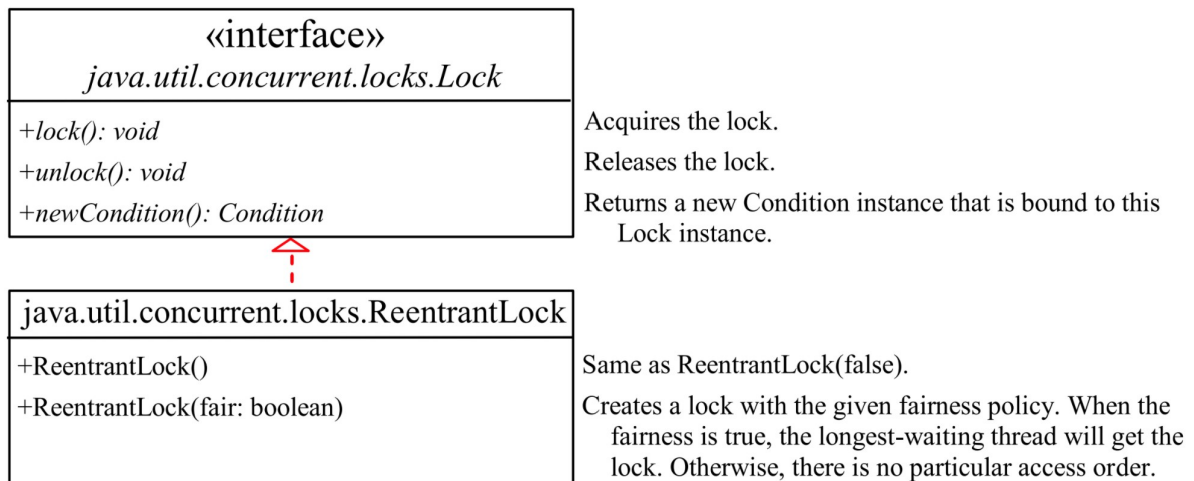 «interface»
java.util.concurrent.locks.Lock
+lock(): void
Acquires the lock.
+unlock(): void
Releases the lock.
+newCondition(): Condition
Returns a new Condition instance that is bound to this
Lock instance.
java.util.concurrent.locks.ReentrantLock
+ReentrantLock()
Same as ReentrantLock(false).
+ReentrantLock(fair: boolean)
Creates a lock with the given fairness policy. When the
fairness is true, the longest-waiting thread will get the
lock. Otherwise, there is no particular access order.